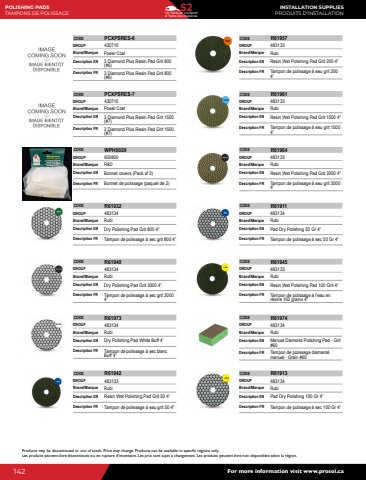 POLISHING PADS
TAMPONS DE POLISSAGE
S2
INSTALLATION SUPPLIES
PRODUITS D'INSTALLATION
IMAGE
COMING SOON
IMAGE BIENTÔT
DISPONIBLE
CODE PCXPSRES-6
GROUP 430710
Brand/Marque Power Coat
Description EN 3 Diamond Plus Resin Pad Grit 800
(#6)
Description FR 3 Diamond Plus Resin Pad Grit 800
(#6)
IMAGE
COMING SOON
IMAGE BIENTÔT
DISPONIBLE
CODE PCXPSRES-7
GROUP 430710
Brand/Marque Power Coat
Description EN 3 Diamond Plus Resin Pad Grit 1500
(#7)
Description FR 3 Diamond Plus Resin Pad Grit 1500
(#7)
CODE WPH0029
GROUP 600800
Brand/Marque R&D
Description EN Bonnet covers (Pack of 2)
Description FR Bonnet de polissage (paquet de 2)
CODE R61932
GROUP 483134
Brand/Marque Rubi
Description EN Dry Polishing Pad Grit 800 4"
Description FR Tampon de polissage à sec grit 800 4"
CODE R61940
GROUP 483134
Brand/Marque Rubi
Description EN Dry Polishing Pad Grit 3000 4"
Description FR Tampon de polissage à sec grit 3000
4"
CODE R61973
GROUP 483134
Brand/Marque Rubi
Description EN Dry Polishing Pad White Buff 4"
Description FR Tampon de polissage à sec blanc
Buff 4"
CODE R61942
GROUP 483133
Brand/Marque Rubi
Description EN Resin Wet Polishing Pad Grit 50 4"
Description FR Tampon de polissage à eau grit 50 4"
CODE R61957
GROUP 483133
Brand/Marque Rubi
Description EN Resin Wet Polishing Pad Grit 200 4"
Description FR Tampon de polissage à eau grit 200
4"
CODE R61961
GROUP 483133
Brand/Marque Rubi
Description EN Resin Wet Polishing Pad Grit 1500 4"
Description FR Tampon de polissage à eau grit 1500
4"
CODE R61964
GROUP 483133
Brand/Marque Rubi
Description EN Resin Wet Polishing Pad Grit 3000 4"
Description FR Tampon de polissage à eau grit 3000
4"
CODE R61911
GROUP 483134
Brand/Marque Rubi
Description EN Pad Dry Polishing 50 Gr 4"
Description FR Tampon de polissage à sec 50 Gr 4"
CODE R61945
GROUP 483133
Brand/Marque Rubi
Description EN Resin Wet Polishing Pad 100 Grit 4"
Description FR Tampon de polissage à l'eau en
résine 100 grains 4"
CODE R61974
GROUP 483134
Brand/Marque Rubi
Description EN Manual Diamond Polishing Pad - Grit
#60
Description FR Tampon de polissage diamanté
manuel - Grain #60
CODE R61913
GROUP 483134
Brand/Marque Rubi
Description EN Pad Dry Polishing 100 Gr 4"
Description FR Tampon de polissage à sec 100 Gr 4"
Products may be discontinued or out of stock. Price may change. Products can be available in specific regions only.
Les produits peuvent être discontinués ou en rupture d'inventaire. Les prix sont sujet à changement. Les produits peuvent être non disponibles selon la région.
142
For more information visit www.prosol.ca